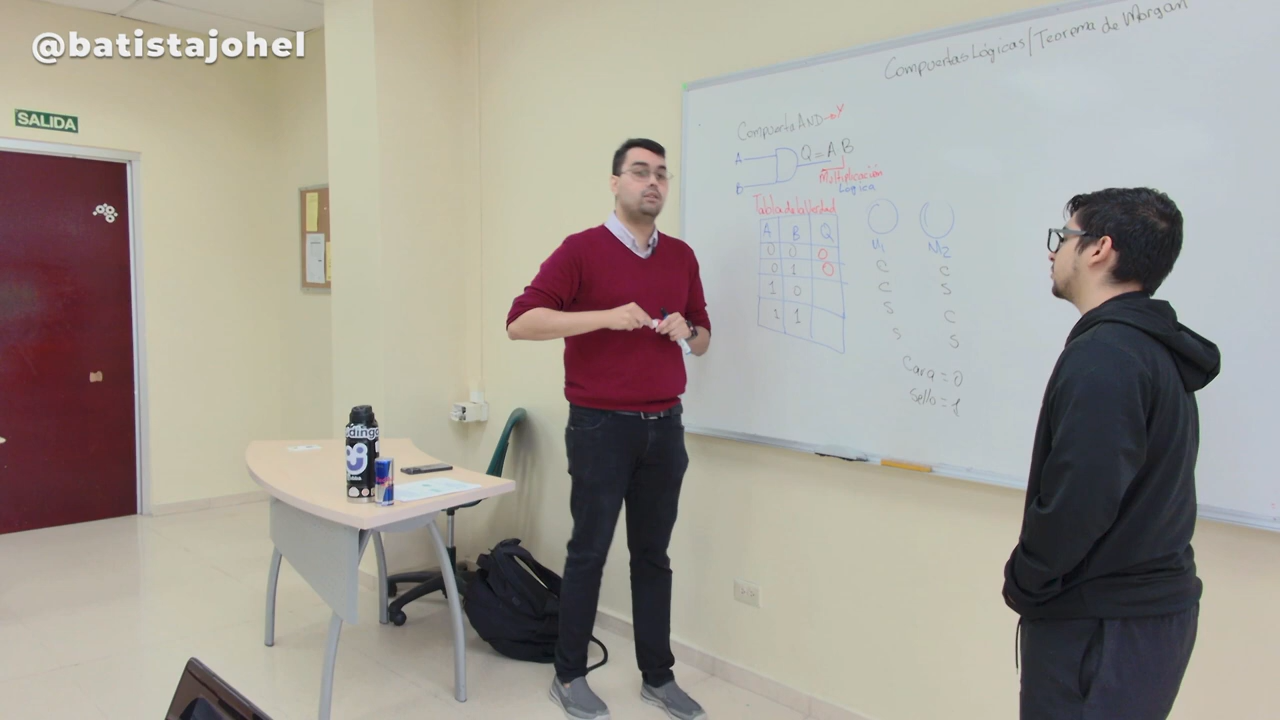 @batistajohel
SALIDA
Compuertas Lógicas/Teorema de Morgan
Compuerta AND → Y
A
B
Q = A.B
Multiplicación
Lógica
Tabla de la Verdad
A B Q
0 0 0
0 1 0
1 0
1 1
M1 M2
C C
C S
S C
S S
Cara = 0
Sello = 1